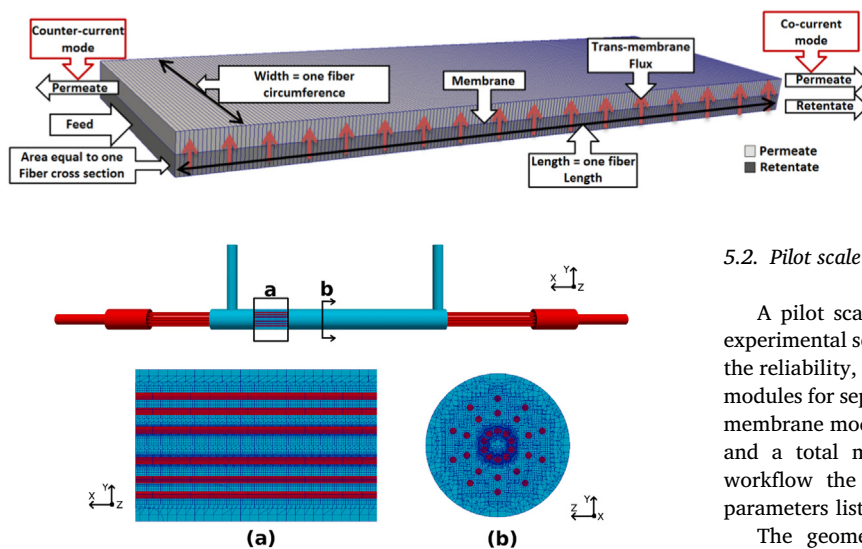 Counter-current
mode
Permeate
Feed
Area equal to one
Fiber cross section
Width = one fiber
circumference
Membrane
Trans-membrane
Flux
Length = one fiber
Length
Co-current
mode
Permeate
Retentate
Permeate
Retentate
a
b
Y
X
Z
Y
X
Z
(a)
Y
Z
X
(b)
5.2. Pilot scale
A pilot sca
experimental se
the reliability,
modules for sep
membrane moc
and a total m
workflow the
parameters list
The geome